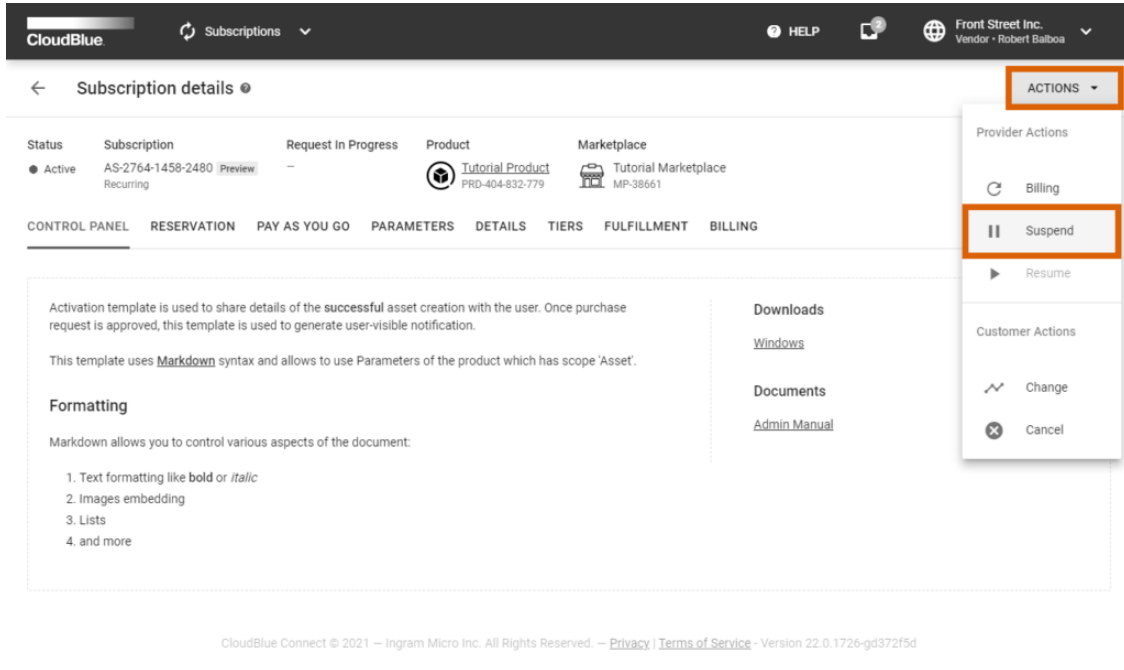 CloudBlue.
Subscriptions
HELP
2
Front Street Inc.
Vendor • Robert Balboa
Subscription details
ACTIONS
Provider Actions
Billing
Suspend
Resume
Customer Actions
Change
Cancel
Status
Subscription
Request In Progress
Product
Marketplace
Active
AS-2764-1458-2480 Preview
Recurring
–
Tutorial Product
PRD-404-832-779
Tutorial Marketplace
MP-38661
CONTROL PANEL RESERVATION PAY AS YOU GO PARAMETERS DETAILS TIERS FULFILLMENT BILLING
Activation template is used to share details of the successful asset creation with the user. Once purchase
request is approved, this template is used to generate user-visible notification.
This template uses Markdown syntax and allows to use Parameters of the product which has scope 'Asset'.
Formatting
Markdown allows you to control various aspects of the document:
1. Text formatting like bold or italic
2. Images embedding
3. Lists
4. and more
Downloads
Windows
Documents
Admin Manual
CloudBlue Connect © 2021 – Ingram Micro Inc. All Rights Reserved. – Privacy | Terms of Service - Version 22.0.1726-gd372f5d